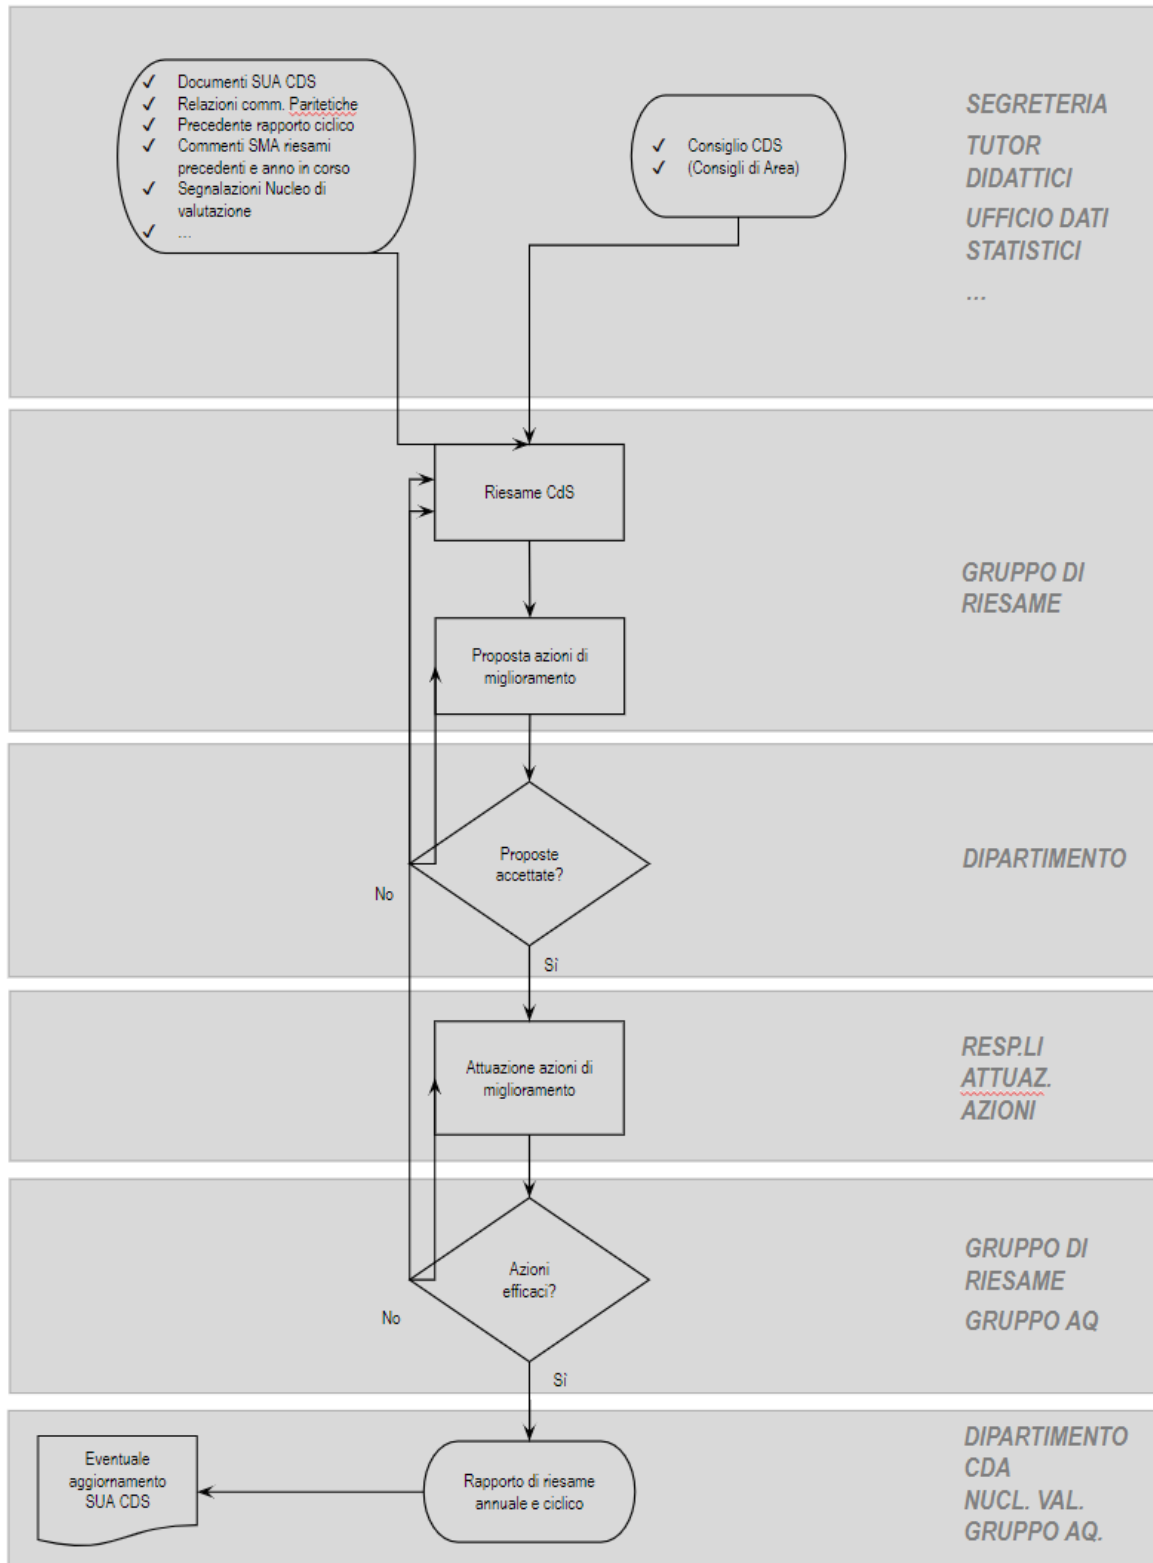 ✓ Documenti SUA CDS
✓ Relazioni comm. Paritetiche
✓ Precedente rapporto ciclico
✓ Commenti SMA riesami
precedenti e anno in corso
✓ Segnalazioni Nucleo di
valutazione
✓ ...
✓ Consiglio CDS
✓ (Consigli di Area)
SEGRETERIA
TUTOR
DIDATTICI
UFFICIO DATI
STATISTICI
...
Riesame CdS
Proposta azioni di
miglioramento
GRUPPO DI
RIESAME
Proposte
accettate?
No
Sì
DIPARTIMENTO
Attuazione azioni di
miglioramento
RESP.LI
ATTUAZ.
AZIONI
Azioni
efficaci?
No
Sì
GRUPPO DI
RIESAME
GRUPPO AQ
Eventuale
aggiornamento
SUA CDS
Rapporto di riesame
annuale e ciclico
DIPARTIMENTO
CDA
NUCL. VAL.
GRUPPO AQ.